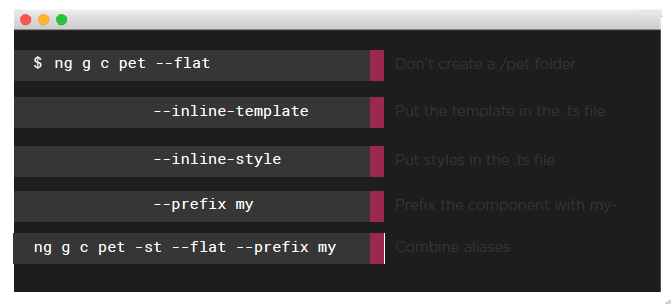 $ ng g c pet --flat Don't create a /pet folder
--inline-template Put the template in the .ts file
--inline-style Put styles in the .ts file
--prefix my Prefix the component with my-
ng g c pet -st --flat --prefix my Combine aliases